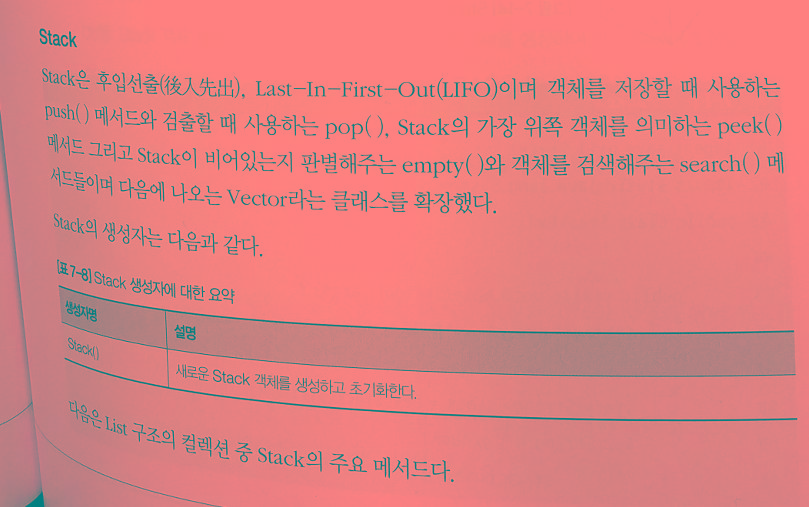 Stack
Stack은 후입선출(後入先出), Last-In-First-Out(LIFO)이며 객체를 저장할 때 사용하는
push( ) 메서드와 검출할 때 사용하는 pop( ), Stack의 가장 위쪽 객체를 의미하는 peek( )
메서드 그리고 Stack이 비어있는지 판별해주는 empty( )와 객체를 검색해주는 search( ) 메
서드들이며 다음에 나오는 Vector라는 클래스를 확장했다.
Stack의 생성자는 다음과 같다.
[표 7-8] Stack 생성자에 대한 요약
생성자명 설명
Stack() 새로운 Stack 객체를 생성하고 초기화한다.
다음은 List 구조의 컬렉션 중 Stack의 주요 메서드다.